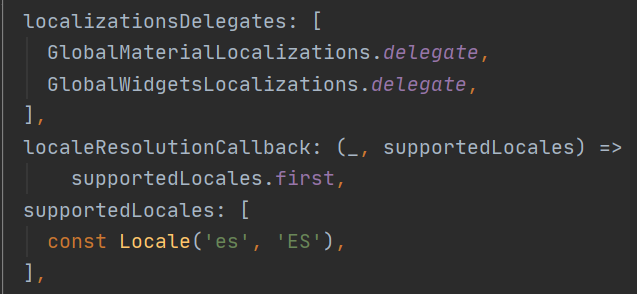 localizationsDelegates: [
GlobalMaterialLocalizations.delegate,
GlobalWidgetsLocalizations.delegate,
],
localeResolutionCallback: (_, supportedLocales) =>
supportedLocales.first,
supportedLocales: [
const Locale('es', 'ES'),
],